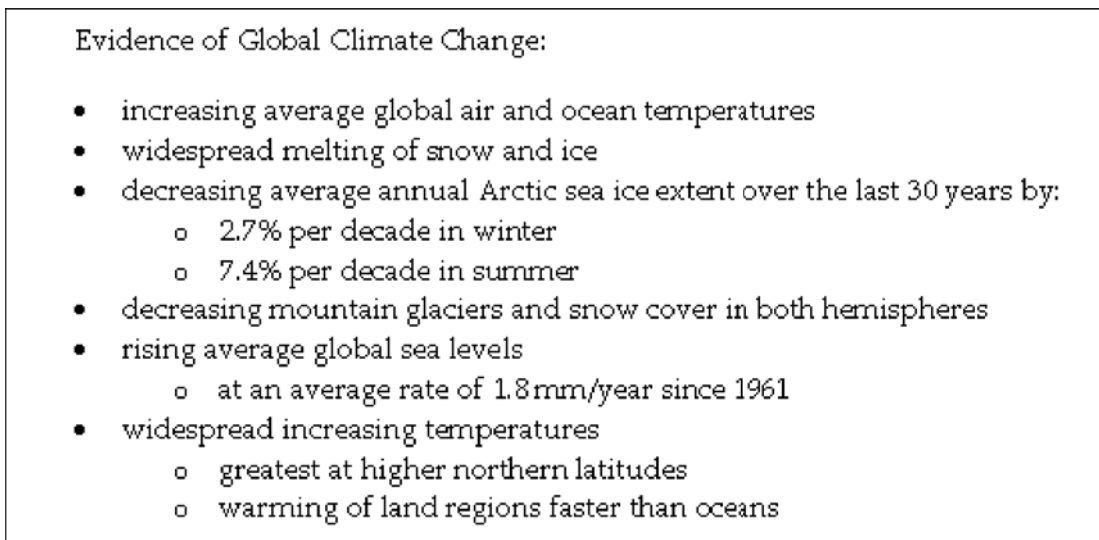 Evidence of Global Climate Change:
• increasing average global air and ocean temperatures
• widespread melting of snow and ice
• decreasing average annual Arctic sea ice extent over the last 30 years by:
o 2.7% per decade in winter
o 7.4% per decade in summer
• decreasing mountain glaciers and snow cover in both hemispheres
• rising average global sea levels
o at an average rate of 1.8 mm/year since 1961
• widespread increasing temperatures
o greatest at higher northern latitudes
o warming of land regions faster than oceans